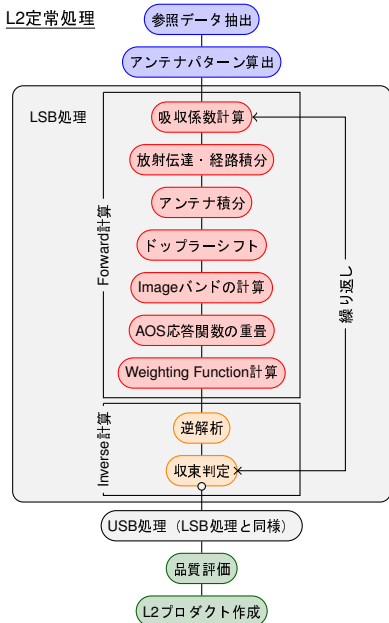 L2定常処理
参照データ抽出
アンテナパターン算出
LSB処理
Forward計算
吸収係数計算
放射伝達・経路積分
アンテナ積分
ドップラーシフト
Imageバンドの計算
AOS応答関数の重畳
Weighting Function計算
繰り返し
Inverse計算
逆解析
収束判定
USB処理（LSB処理と同様）
品質評価
L2プロダクト作成